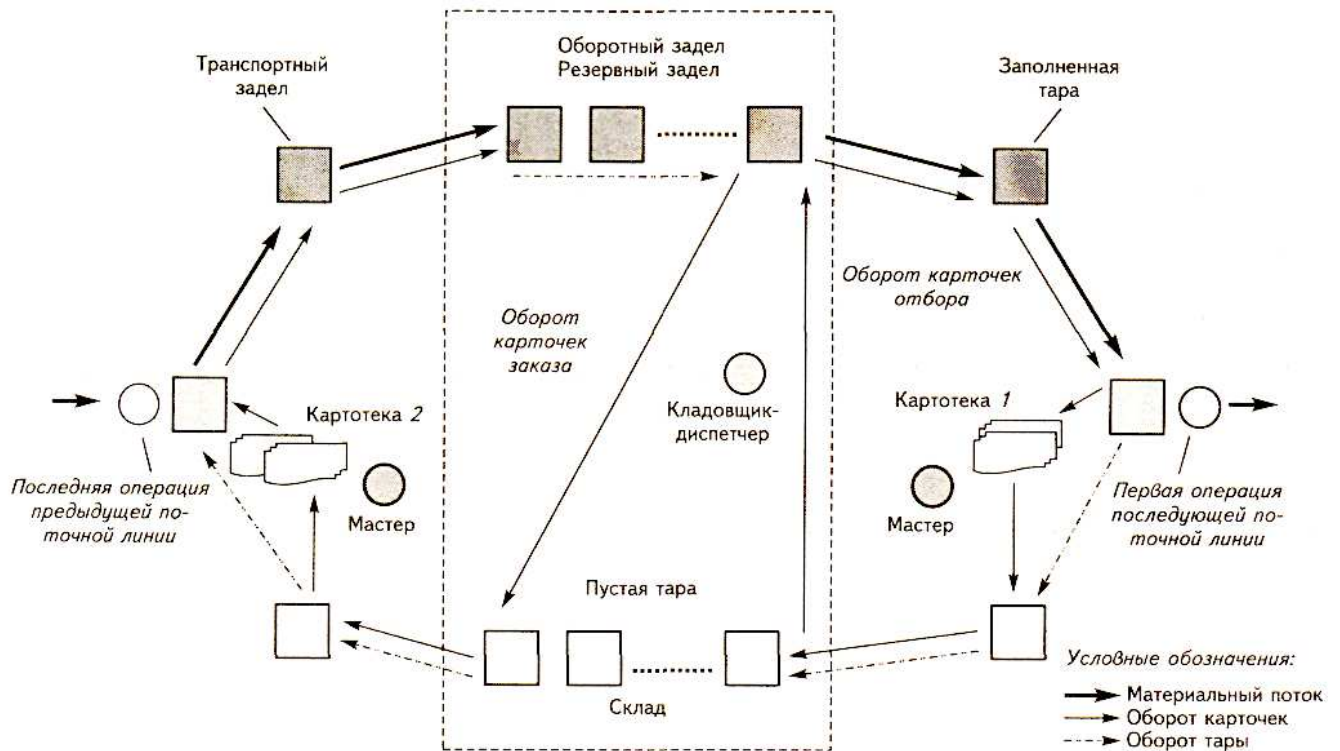 Оборотный задел
Резервный задел
Транспортный
задел
Заполненная
тара
Оборот карточек
отбора
Оборот
карточек
заказа
Картотека 2
Кладовщик-
диспетчер
Картотека 1
Последняя операция
предыдущей по-
точной линии
Мастер
Мастер
Первая операция
последующей по-
точной линии
Пустая тара
Склад
Условные обозначения:
Материальный поток
Оборот карточек
Оборот тары